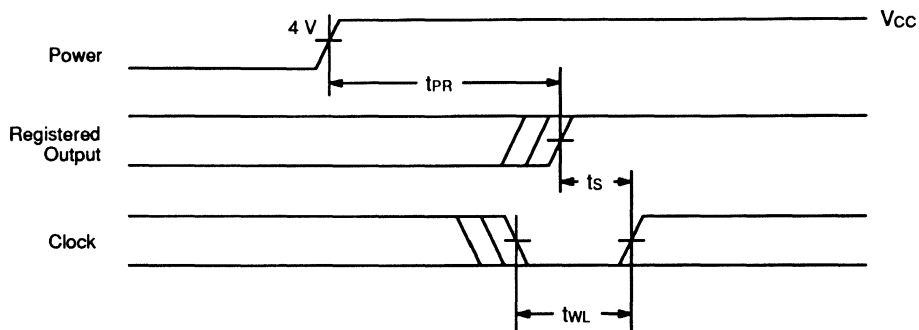 4 V
VCC
Power
tPR
Registered
Output
tS
Clock
tWL